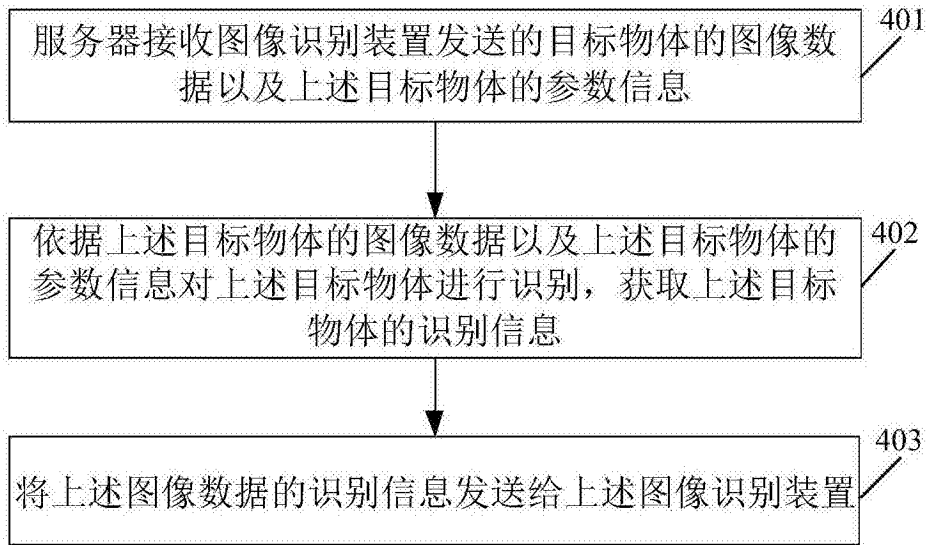 401
服务器接收图像识别装置发送的目标物体的图像数
据以及上述目标物体的参数信息
402
依据上述目标物体的图像数据以及上述目标物体的
参数信息对上述目标物体进行识别，获取上述目标
物体的识别信息
403
将上述图像数据的识别信息发送给上述图像识别装置